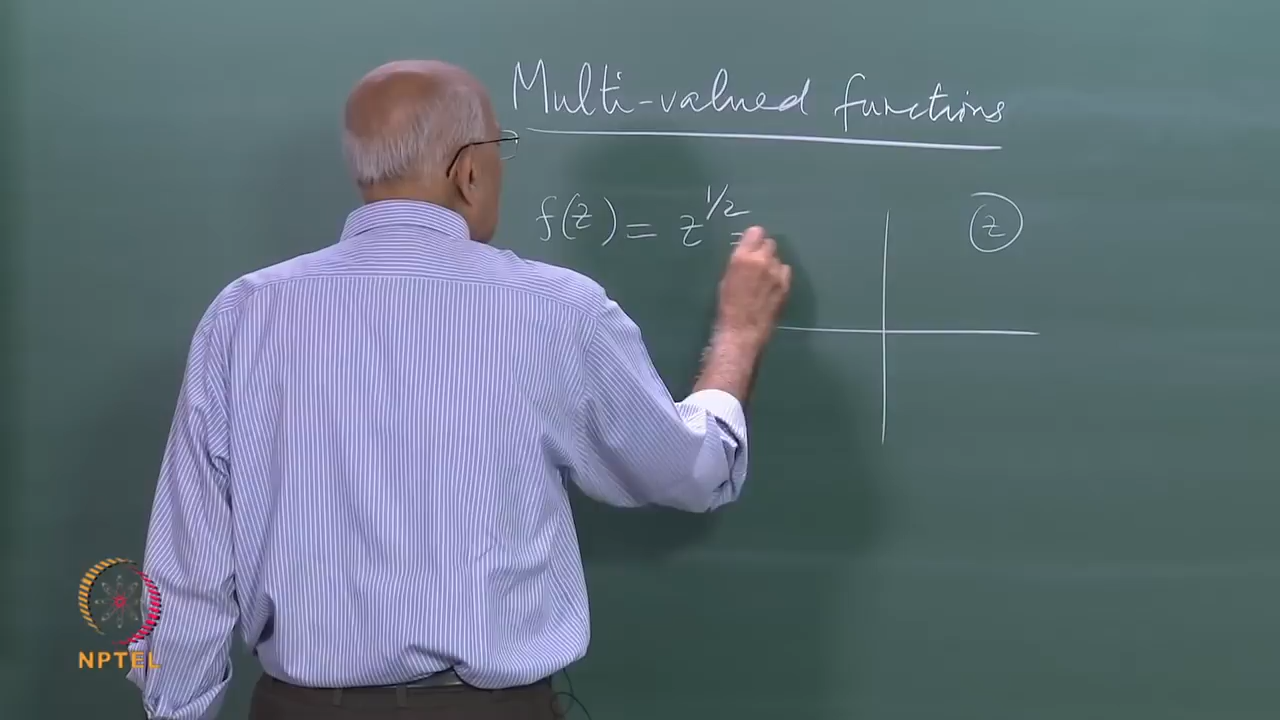 Multi-valued functions
f(z) = z^{1/2} =
z
NPTEL